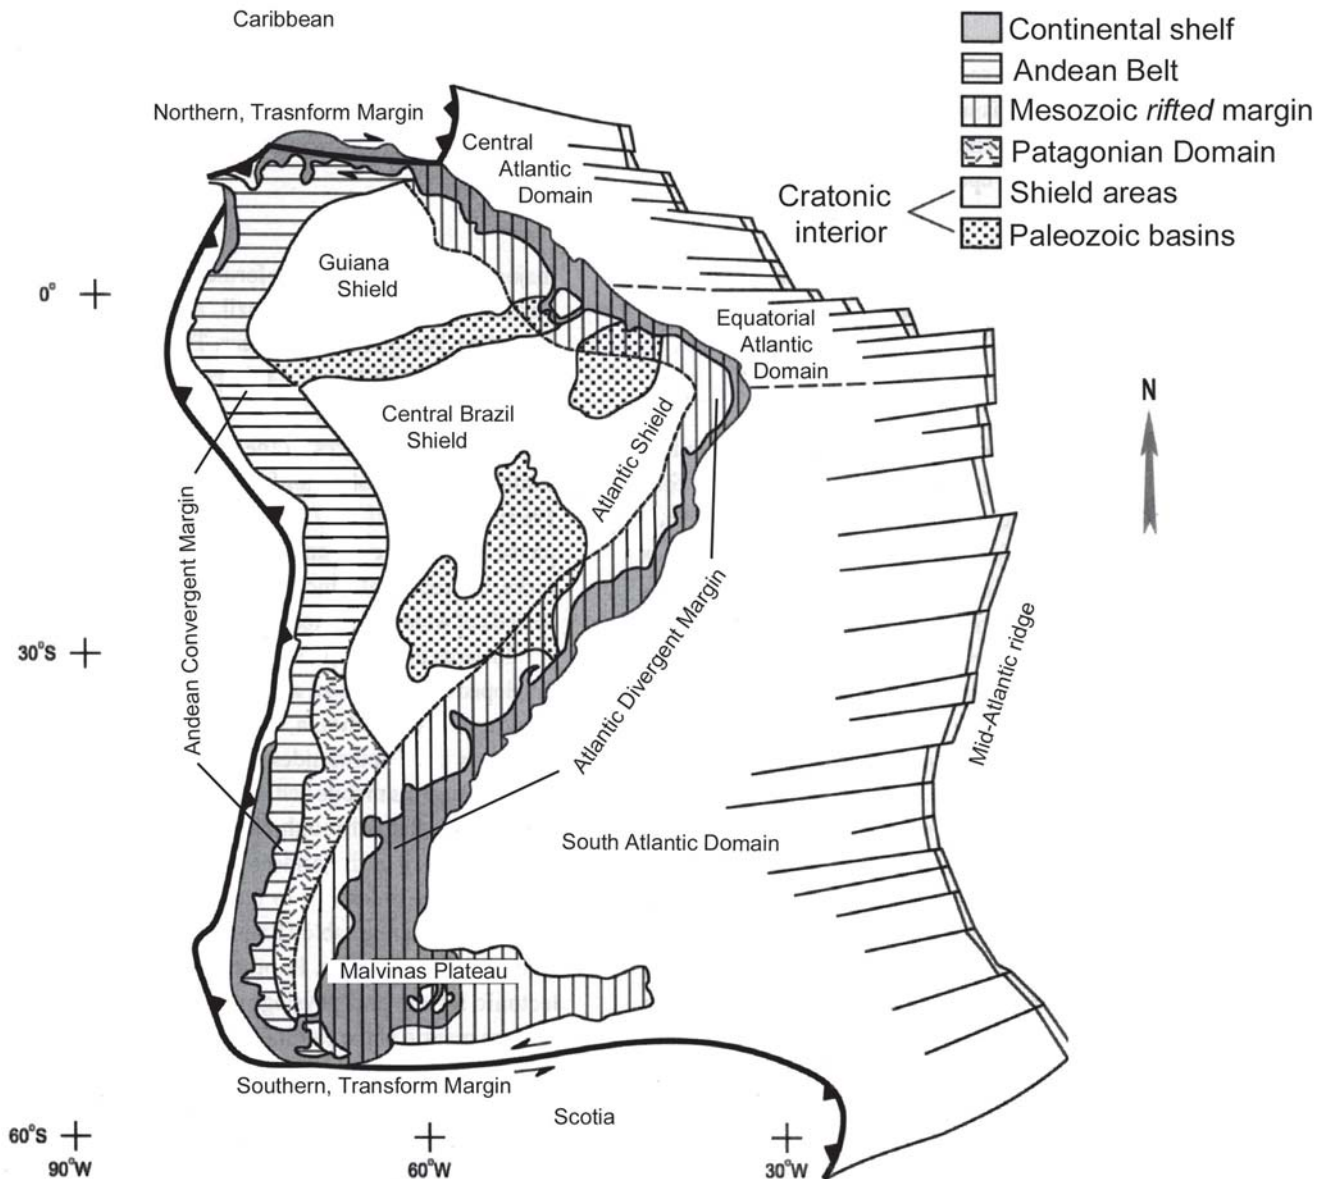 Caribbean
Continental shelf
Andean Belt
Mesozoic rifted margin
Patagonian Domain
Shield areas
Paleozoic basins
Cratonic
interior
Northern, Trasnform Margin
Central
Atlantic
Domain
Guiana
Shield
0°
Equatorial
Atlantic
Domain
N
Central Brazil
Shield
Atlantic Shield
Andean Convergent Margin
Atlantic Divergent Margin
Mid-Atlantic ridge
30°S
South Atlantic Domain
Malvinas Plateau
Southern, Transform Margin
Scotia
60°S
90°W
60°W
30°W